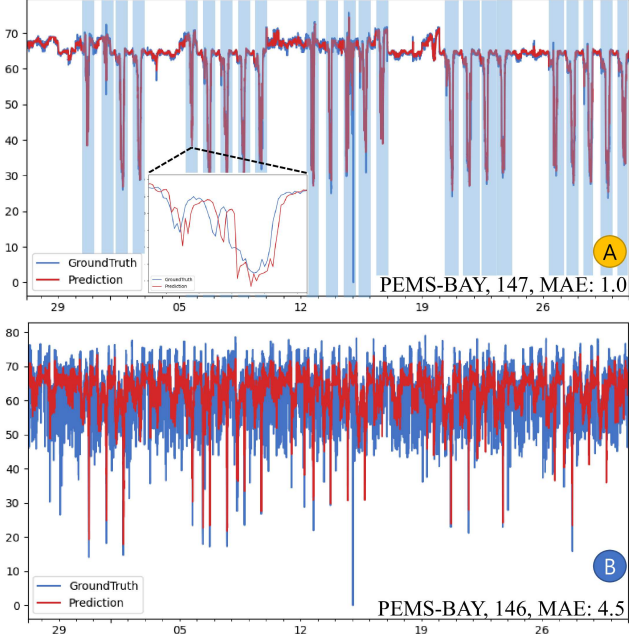 70
60
50
40
30
20
10
0
GroundTruth
Prediction
GroundTruth
Prediction
A
PEMS-BAY, 147, MAE: 1.0
29 05 12 19 26
80
70
60
50
40
30
20
10
0
GroundTruth
Prediction
B
PEMS-BAY, 146, MAE: 4.5
29 05 12 19 26